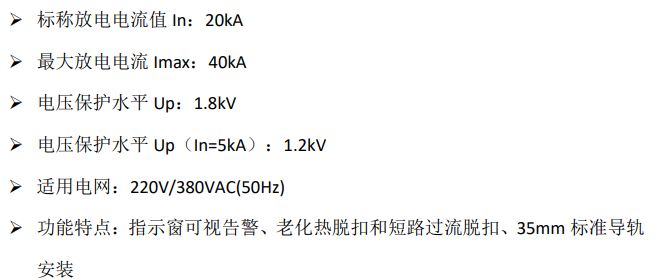 ➢ 标称放电电流值 In：20kA
➢ 最大放电电流 Imax：40kA
➢ 电压保护水平 Up：1.8kV
➢ 电压保护水平 Up（In=5kA）：1.2kV
➢ 适用电网：220V/380VAC(50Hz)
➢ 功能特点：指示窗可视告警、老化热脱扣和短路过流脱扣、35mm 标准导轨
安装